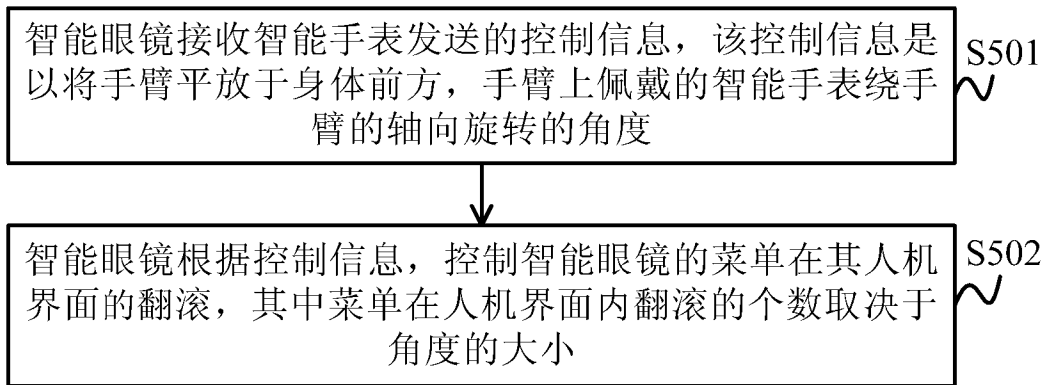 智能眼镜接收智能手表发送的控制信息，该控制信息是
以将手臂平放于身体前方，手臂上佩戴的智能手表绕手
臂的轴向旋转的角度
S501
智能眼镜根据控制信息，控制智能眼镜的菜单在其人机
界面的翻滚，其中菜单在人机界面内翻滚的个数取决于
角度的大小
S502